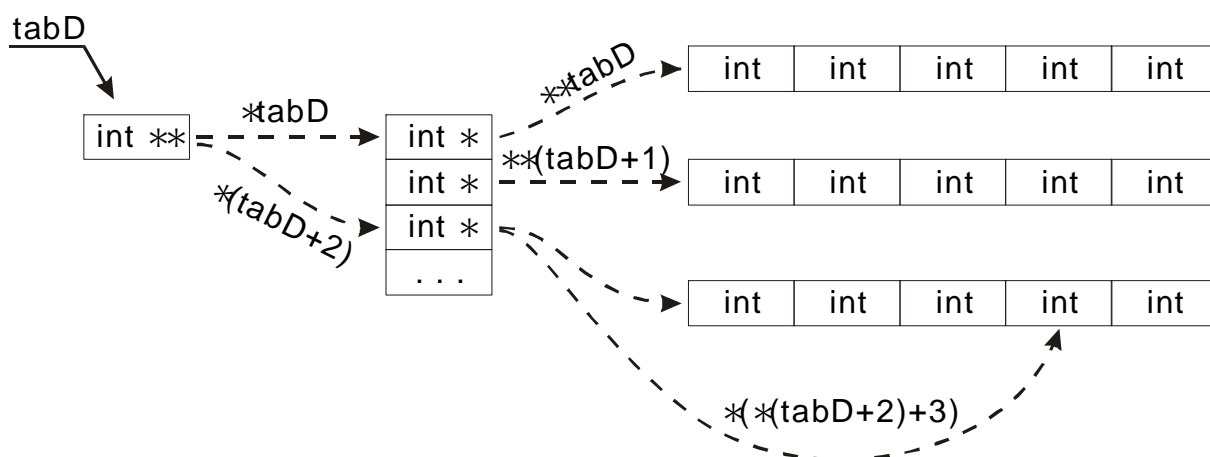 tabD
int **
*tabD
*(tabD+2)
int *
int *
int *
. . .
**tabD
**(tabD+1)
*(*(tabD+2)+3)
int int int int int
int int int int int
int int int int int